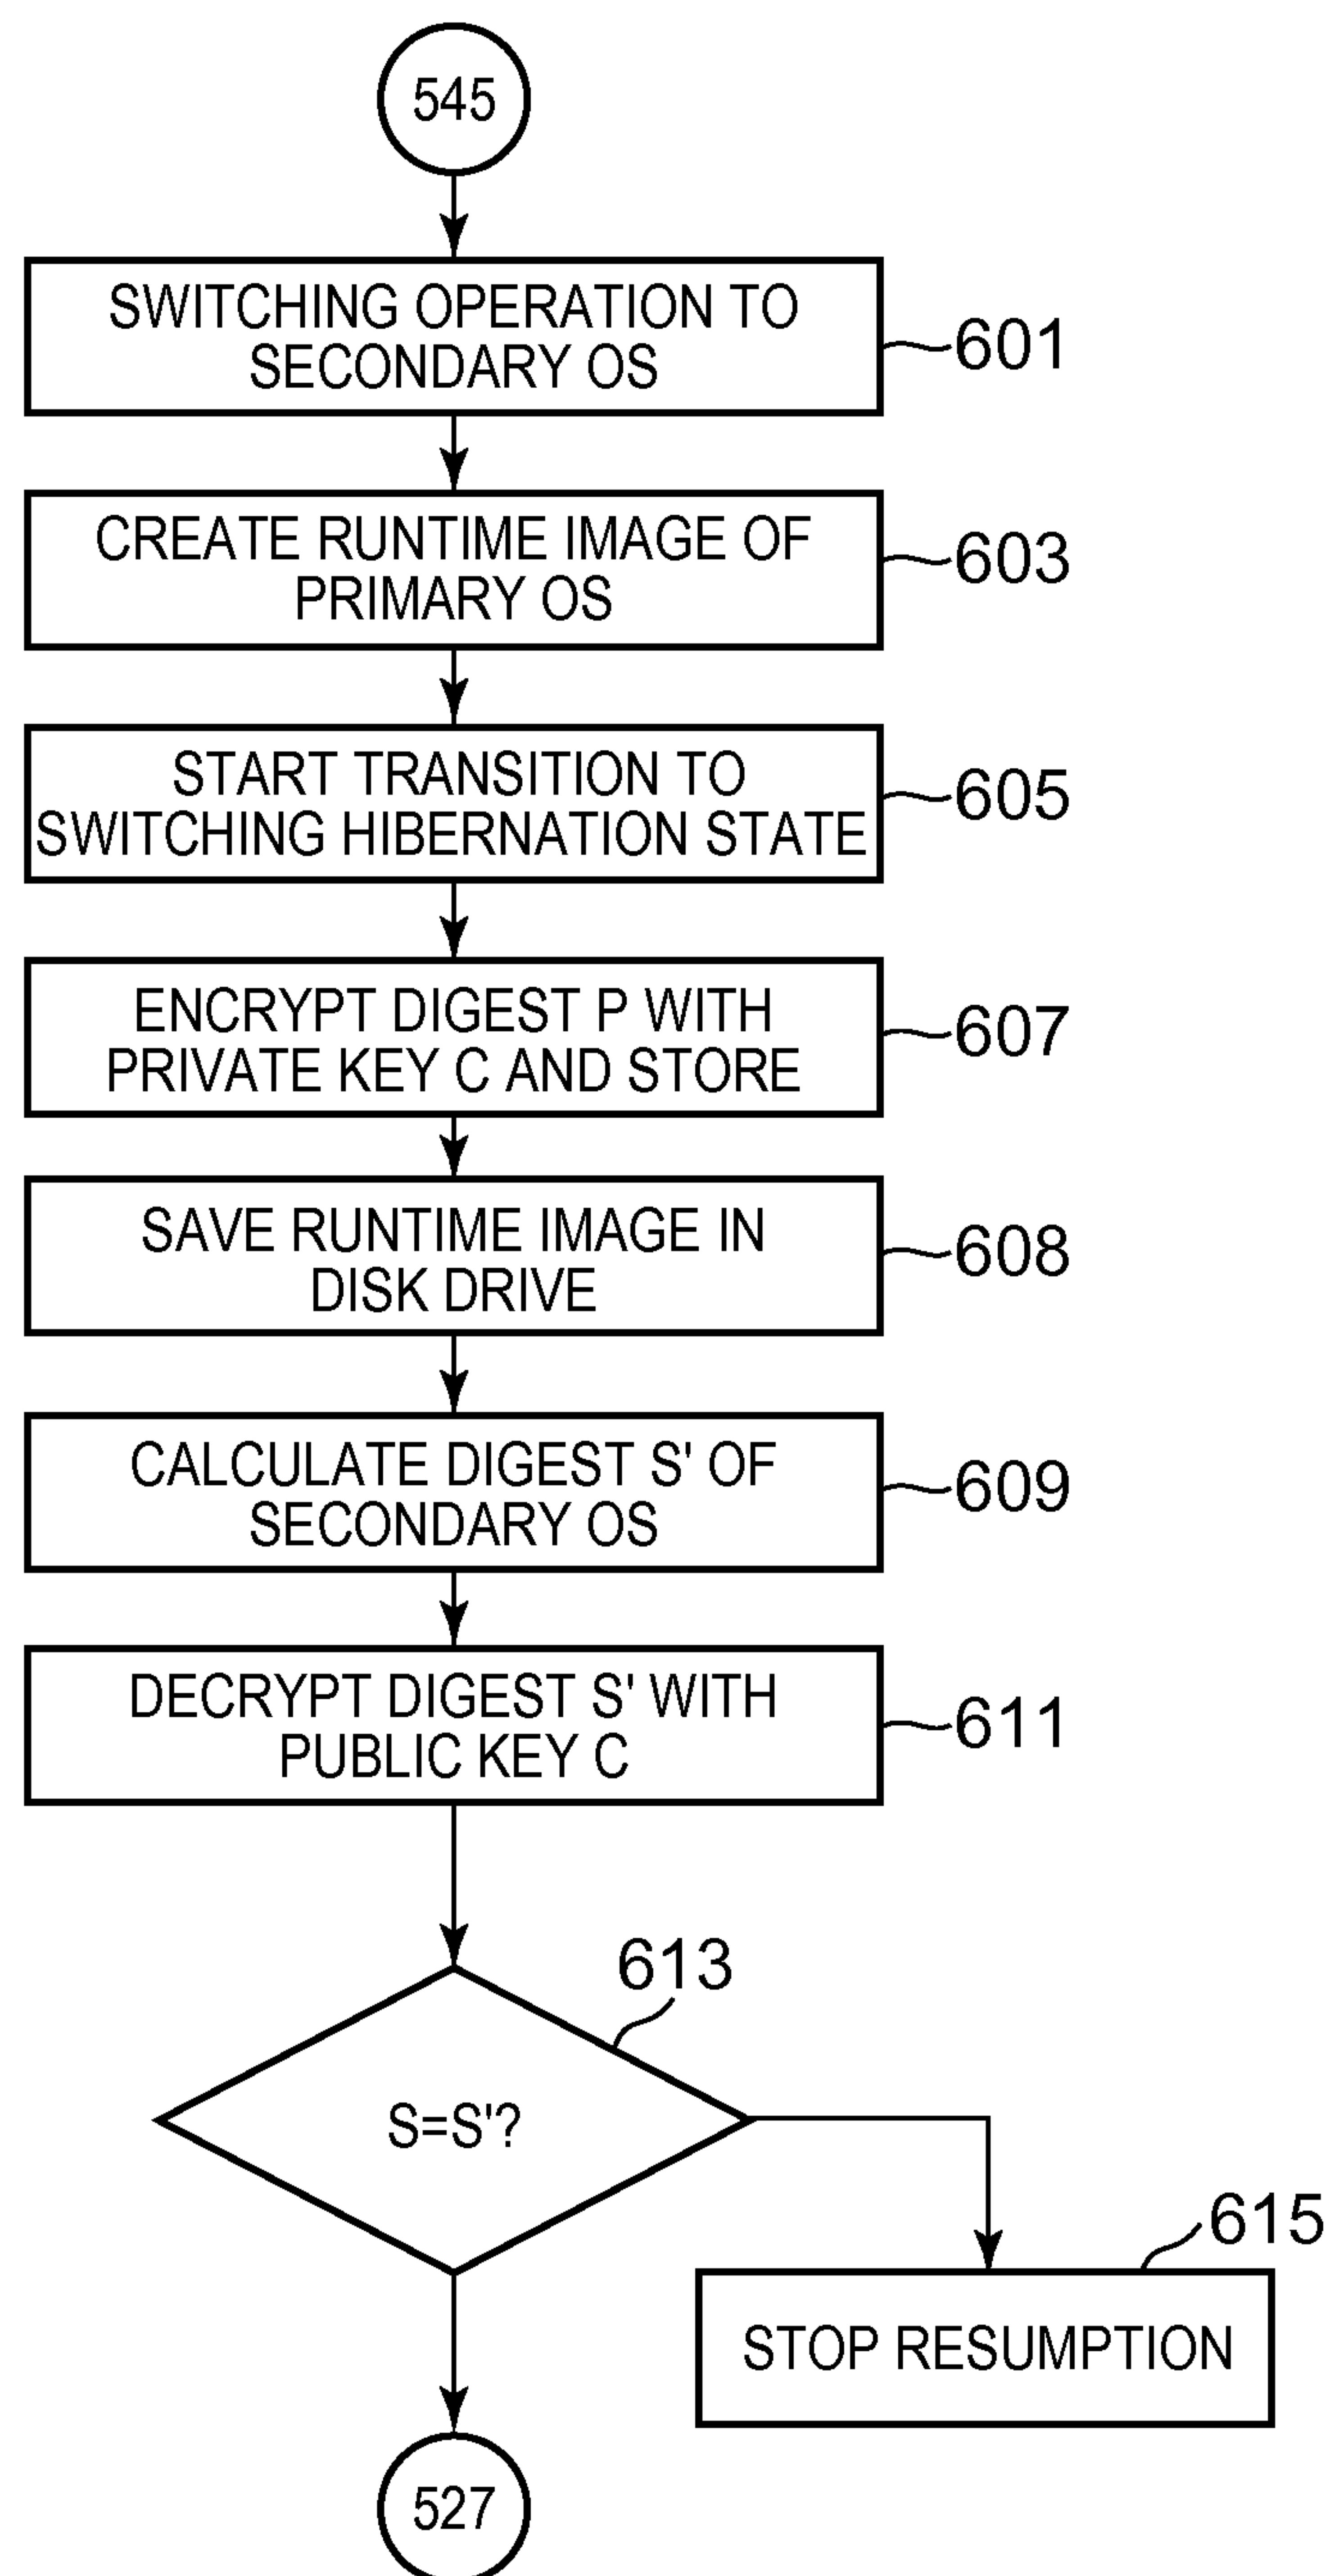 545
SWITCHING OPERATION TO
SECONDARY OS
601
CREATE RUNTIME IMAGE OF
PRIMARY OS
603
START TRANSITION TO
SWITCHING HIBERNATION STATE
605
ENCRYPT DIGEST P WITH
PRIVATE KEY C AND STORE
607
SAVE RUNTIME IMAGE IN
DISK DRIVE
608
CALCULATE DIGEST S' OF
SECONDARY OS
609
DECRYPT DIGEST S' WITH
PUBLIC KEY C
611
613
S=S'?
615
STOP RESUMPTION
527